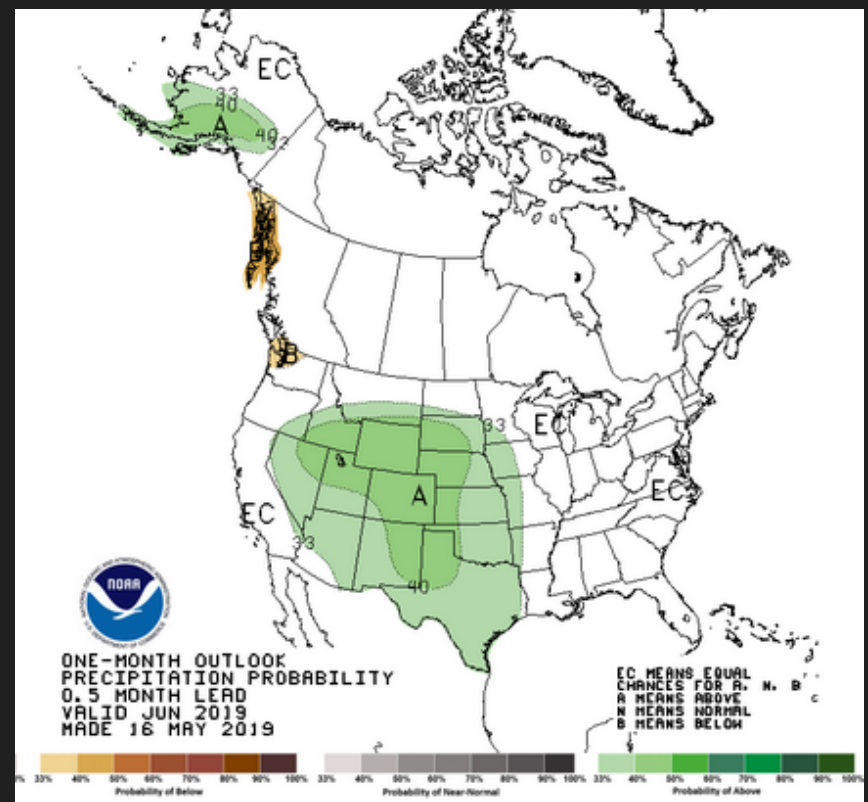 EC
33
40
A
40
33
B
B
33
EC
A
EC
EC
33
40
NOAA
ONE-MONTH OUTLOOK
PRECIPITATION PROBABILITY
0.5 MONTH LEAD
VALID JUN 2019
MADE 16 MAY 2019
EC MEANS EQUAL
CHANCES FOR A, N, B
A MEANS ABOVE
N MEANS NORMAL
B MEANS BELOW
C
0% 33% 40% 50% 60% 70% 80% 90% 100%
Probability of Below
33% 40% 50% 60% 70% 80% 90% 100%
Probability of Near-Normal
33% 40% 50% 60% 70% 80% 90% 100%
Probability of Above